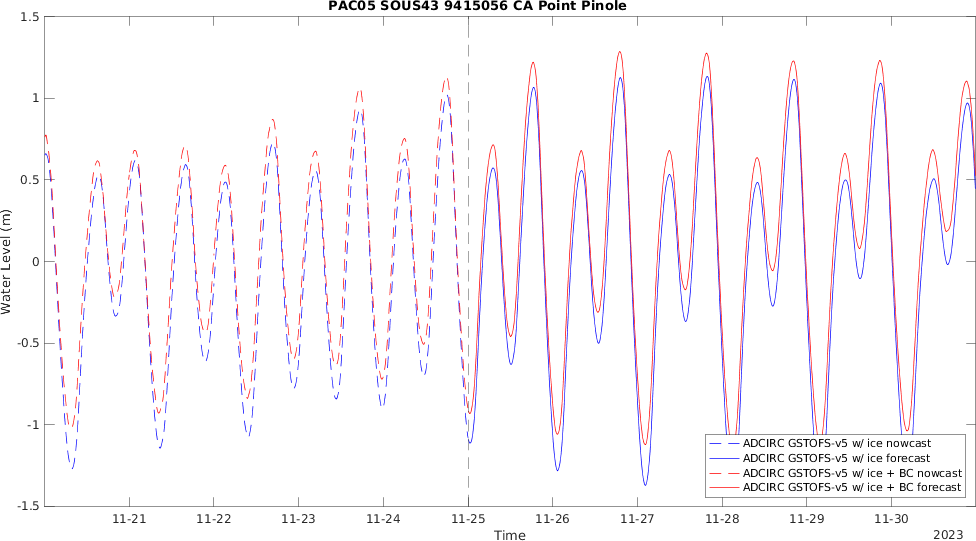 PAC05 SOUS43 9415056 CA Point Pinole
1.5
1
0.5
0
-0.5
-1
-1.5
Water Level (m)
ADCIRC GSTOFS-v5 w/ ice nowcast
ADCIRC GSTOFS-v5 w/ ice forecast
ADCIRC GSTOFS-v5 w/ ice + BC nowcast
ADCIRC GSTOFS-v5 w/ ice + BC forecast
11-21 11-22 11-23 11-24 11-25 11-26 11-27 11-28 11-29 11-30
Time
2023